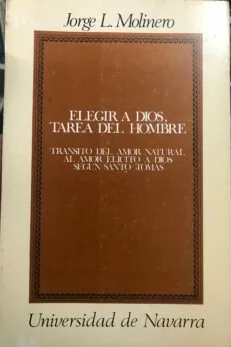 Jorge L. Molinero
ELEGIR A DIOS,
TAREA DEL HOMBRE
TRANSITO DEL AMOR NATURAL
AL AMOR ELICITO A DIOS
SEGUN SANTO TOMAS
Universidad de Navarra